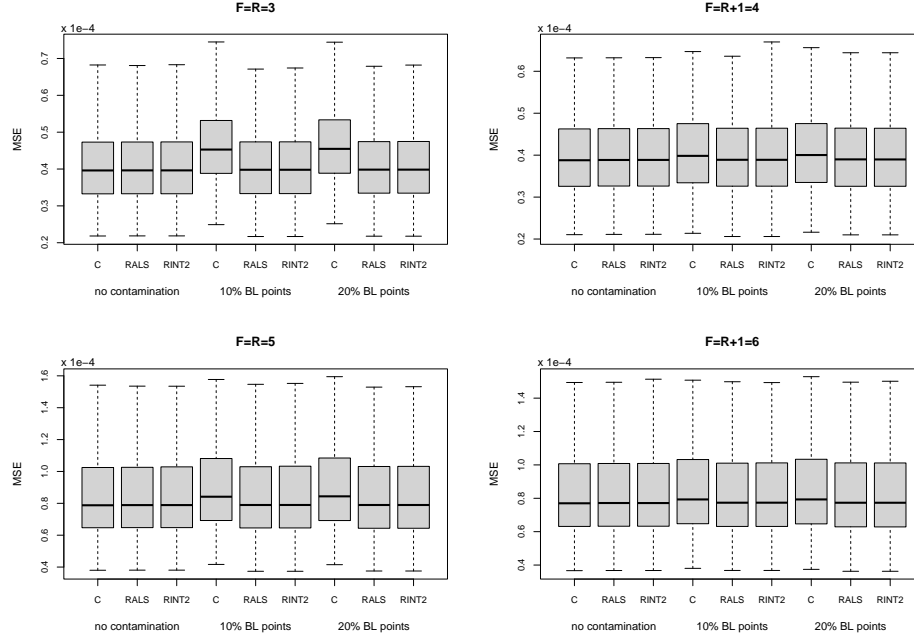 F=R=3
x 1e−4
MSE
0.2 0.3 0.4 0.5 0.6 0.7
C RALS RINT2 C RALS RINT2 C RALS RINT2
no contamination 10% BL points 20% BL points
F=R+1=4
x 1e−4
MSE
0.2 0.3 0.4 0.5 0.6
C RALS RINT2 C RALS RINT2 C RALS RINT2
no contamination 10% BL points 20% BL points
F=R=5
x 1e−4
MSE
0.4 0.6 0.8 1.0 1.2 1.4 1.6
C RALS RINT2 C RALS RINT2 C RALS RINT2
no contamination 10% BL points 20% BL points
F=R+1=6
x 1e−4
MSE
0.4 0.6 0.8 1.0 1.2 1.4
C RALS RINT2 C RALS RINT2 C RALS RINT2
no contamination 10% BL points 20% BL points